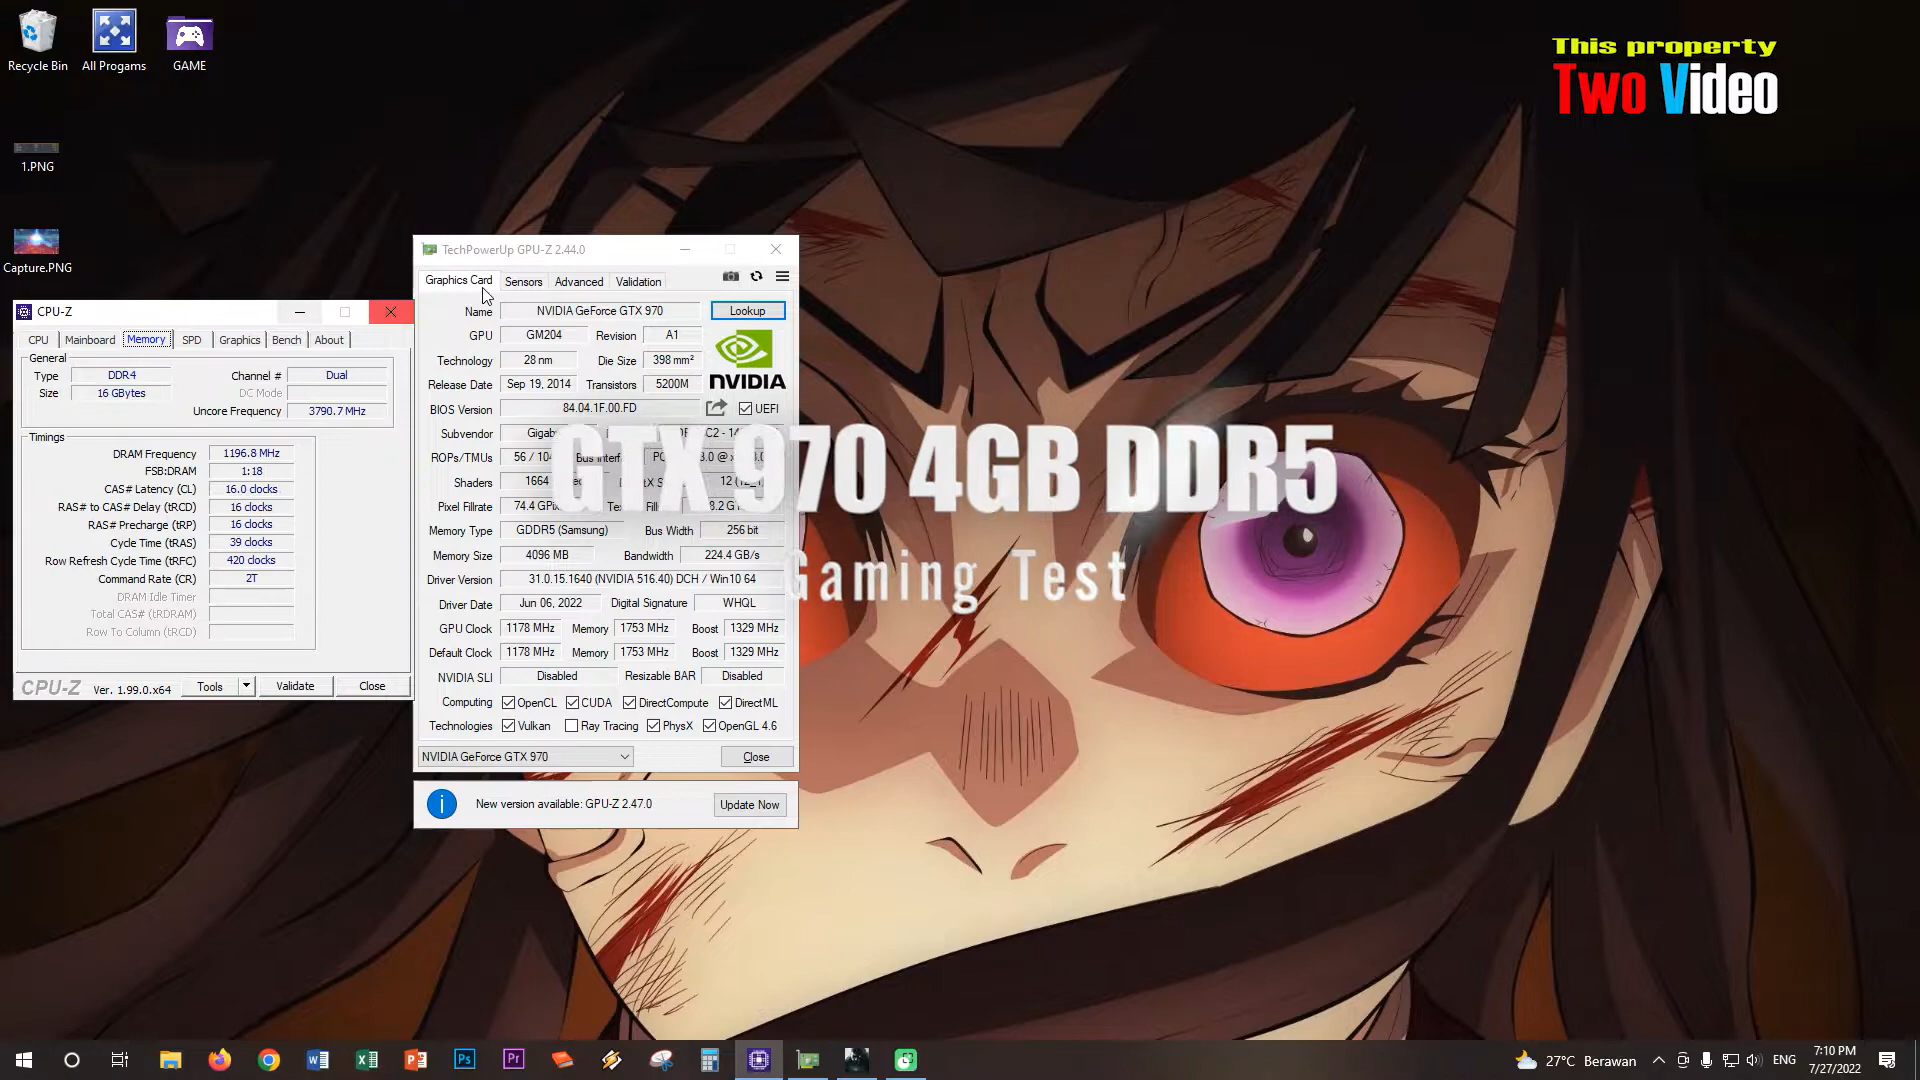 Recycle Bin
All Progams
GAME
1.PNG
Capture.PNG
This property
Two Video
CPU-Z
CPU Mainboard Memory SPD Graphics Bench About
General
Type DDR4 Channel # Dual
Size 16 GBytes DC Mode
Uncore Frequency 3790.7 MHz
Timings
DRAM Frequency 1196.8 MHz
FSB:DRAM 1:18
CAS# Latency (CL) 16.0 clocks
RAS# to CAS# Delay (tRCD) 16 clocks
RAS# Precharge (tRP) 16 clocks
Cycle Time (tRAS) 39 clocks
Row Refresh Cycle Time (tRFC) 420 clocks
Command Rate (CR) 2T
DRAM Idle Timer
Total CAS# (tRDRAM)
Row To Column (tRCD)
CPU-Z Ver. 1.99.0.x64 Tools Validate Close
TechPowerUp GPU-Z 2.44.0
Graphics Card Sensors Advanced Validation
Name NVIDIA GeForce GTX 970 Lookup
GPU GM204 Revision A1
Technology 28 nm Die Size 398 mm²
NVIDIA
Release Date Sep 19, 2014 Transistors 5200M
BIOS Version 84.04.1F.00.FD UEFI
Subvendor
ROPs/TMUs
Shaders 1664
Pixel Fillrate
Memory Type GDDR5 (Samsung) Bus Width 256 bit
Memory Size 4096 MB Bandwidth 224.4 GB/s
Driver Version 31.0.15.1640 (NVIDIA 516.40) DCH / Win10 64
Driver Date Jun 06, 2022 Digital Signature WHQL
GPU Clock 1178 MHz Memory 1753 MHz Boost 1329 MHz
Default Clock 1178 MHz Memory 1753 MHz Boost 1329 MHz
NVIDIA SLI Disabled Resizable BAR Disabled
Computing OpenCL CUDA DirectCompute DirectML
Technologies Vulkan Ray Tracing PhysX OpenGL 4.6
NVIDIA GeForce GTX 970 Close
New version available: GPU-Z 2.47.0 Update Now
GTX 970 4GB DDR5
Gaming Test
27°C Berawan ENG 7:10 PM
7/27/2022